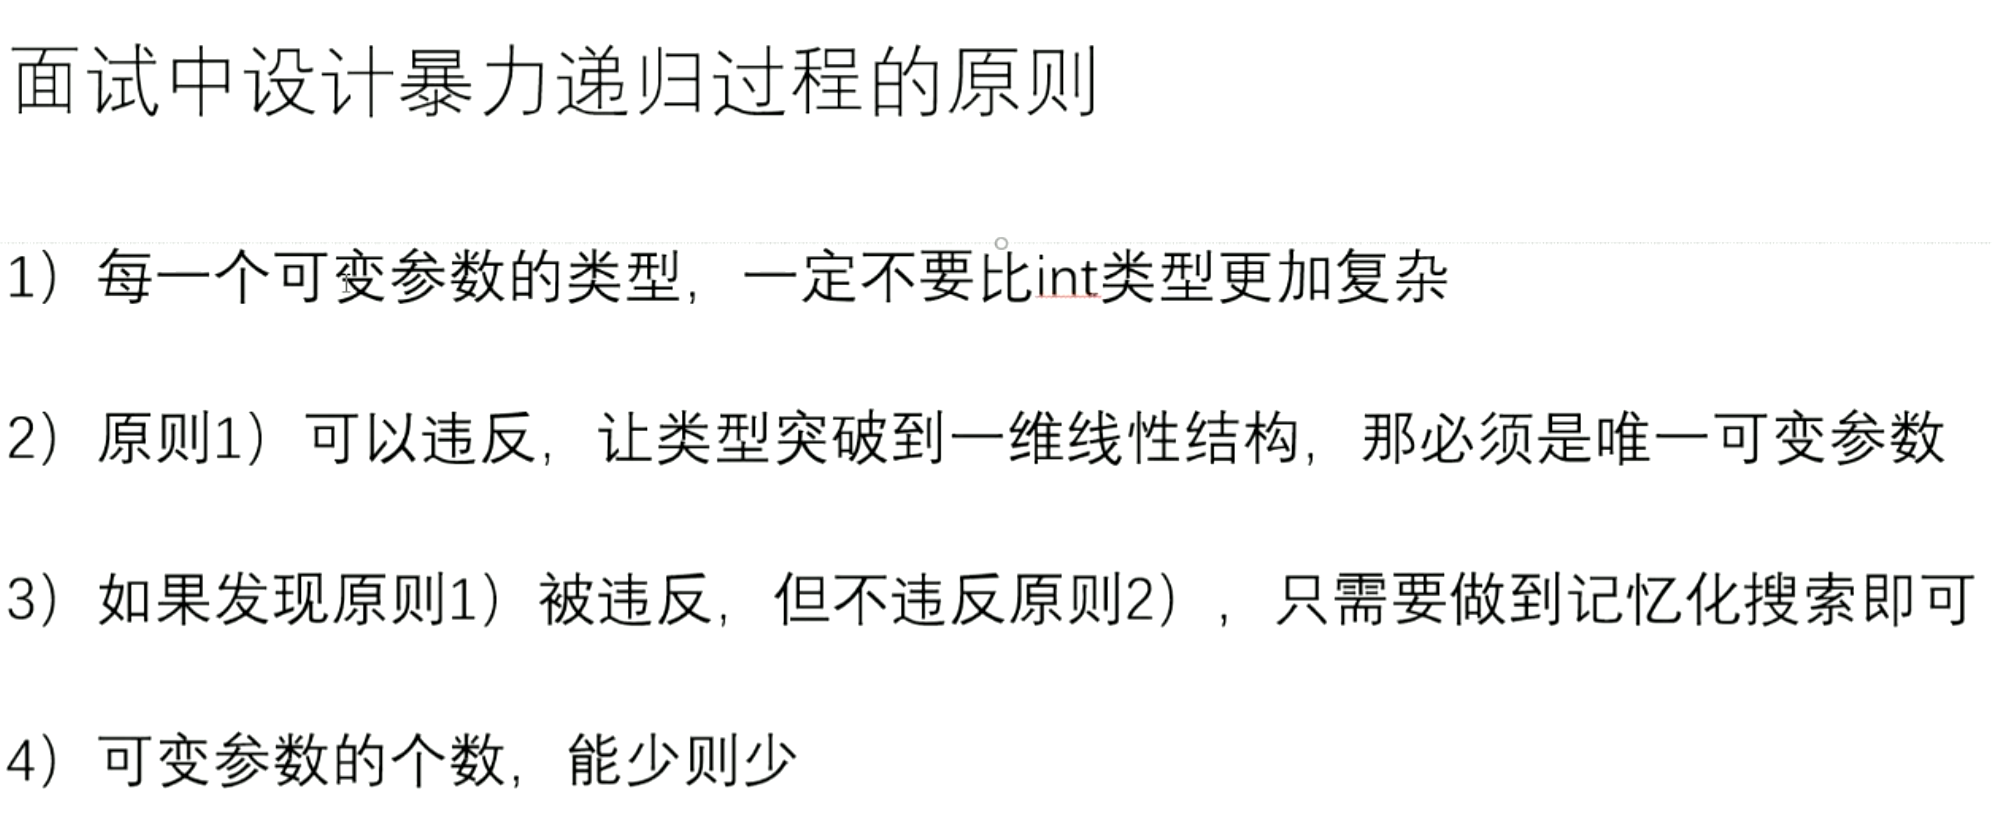 面试中设计暴力递归过程的原则
1）每一个可变参数的类型，一定不要比int类型更加复杂
2）原则1）可以违反，让类型突破到一维线性结构，那必须是唯一可变参数
3）如果发现原则1）被违反，但不违反原则2），只需要做到记忆化搜索即可
4）可变参数的个数，能少则少